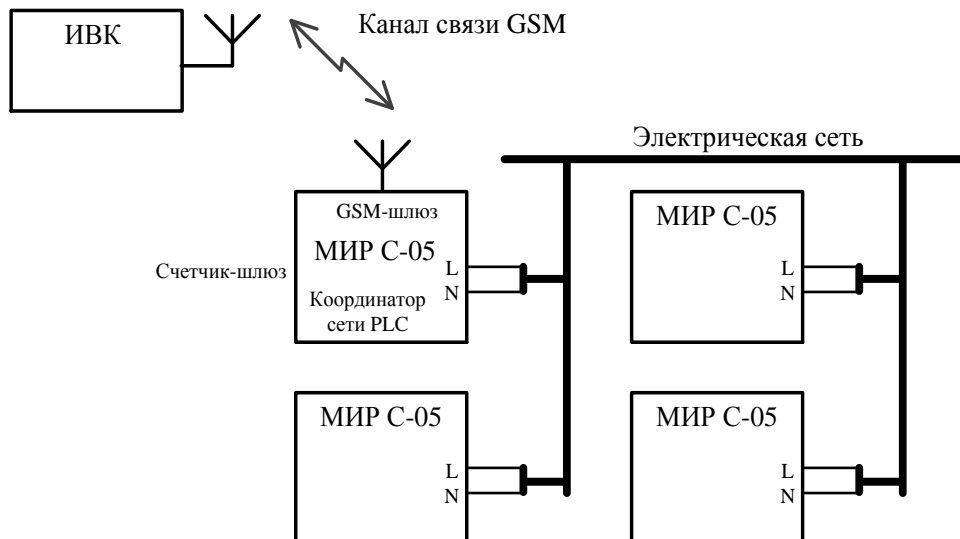 ИВК
Канал связи GSM
Электрическая сеть
GSM-шлюз
МИР С-05
Счетчик-шлюз
L
N
Координатор
сети PLC
МИР С-05
L
N
МИР С-05
L
N
МИР С-05
L
N